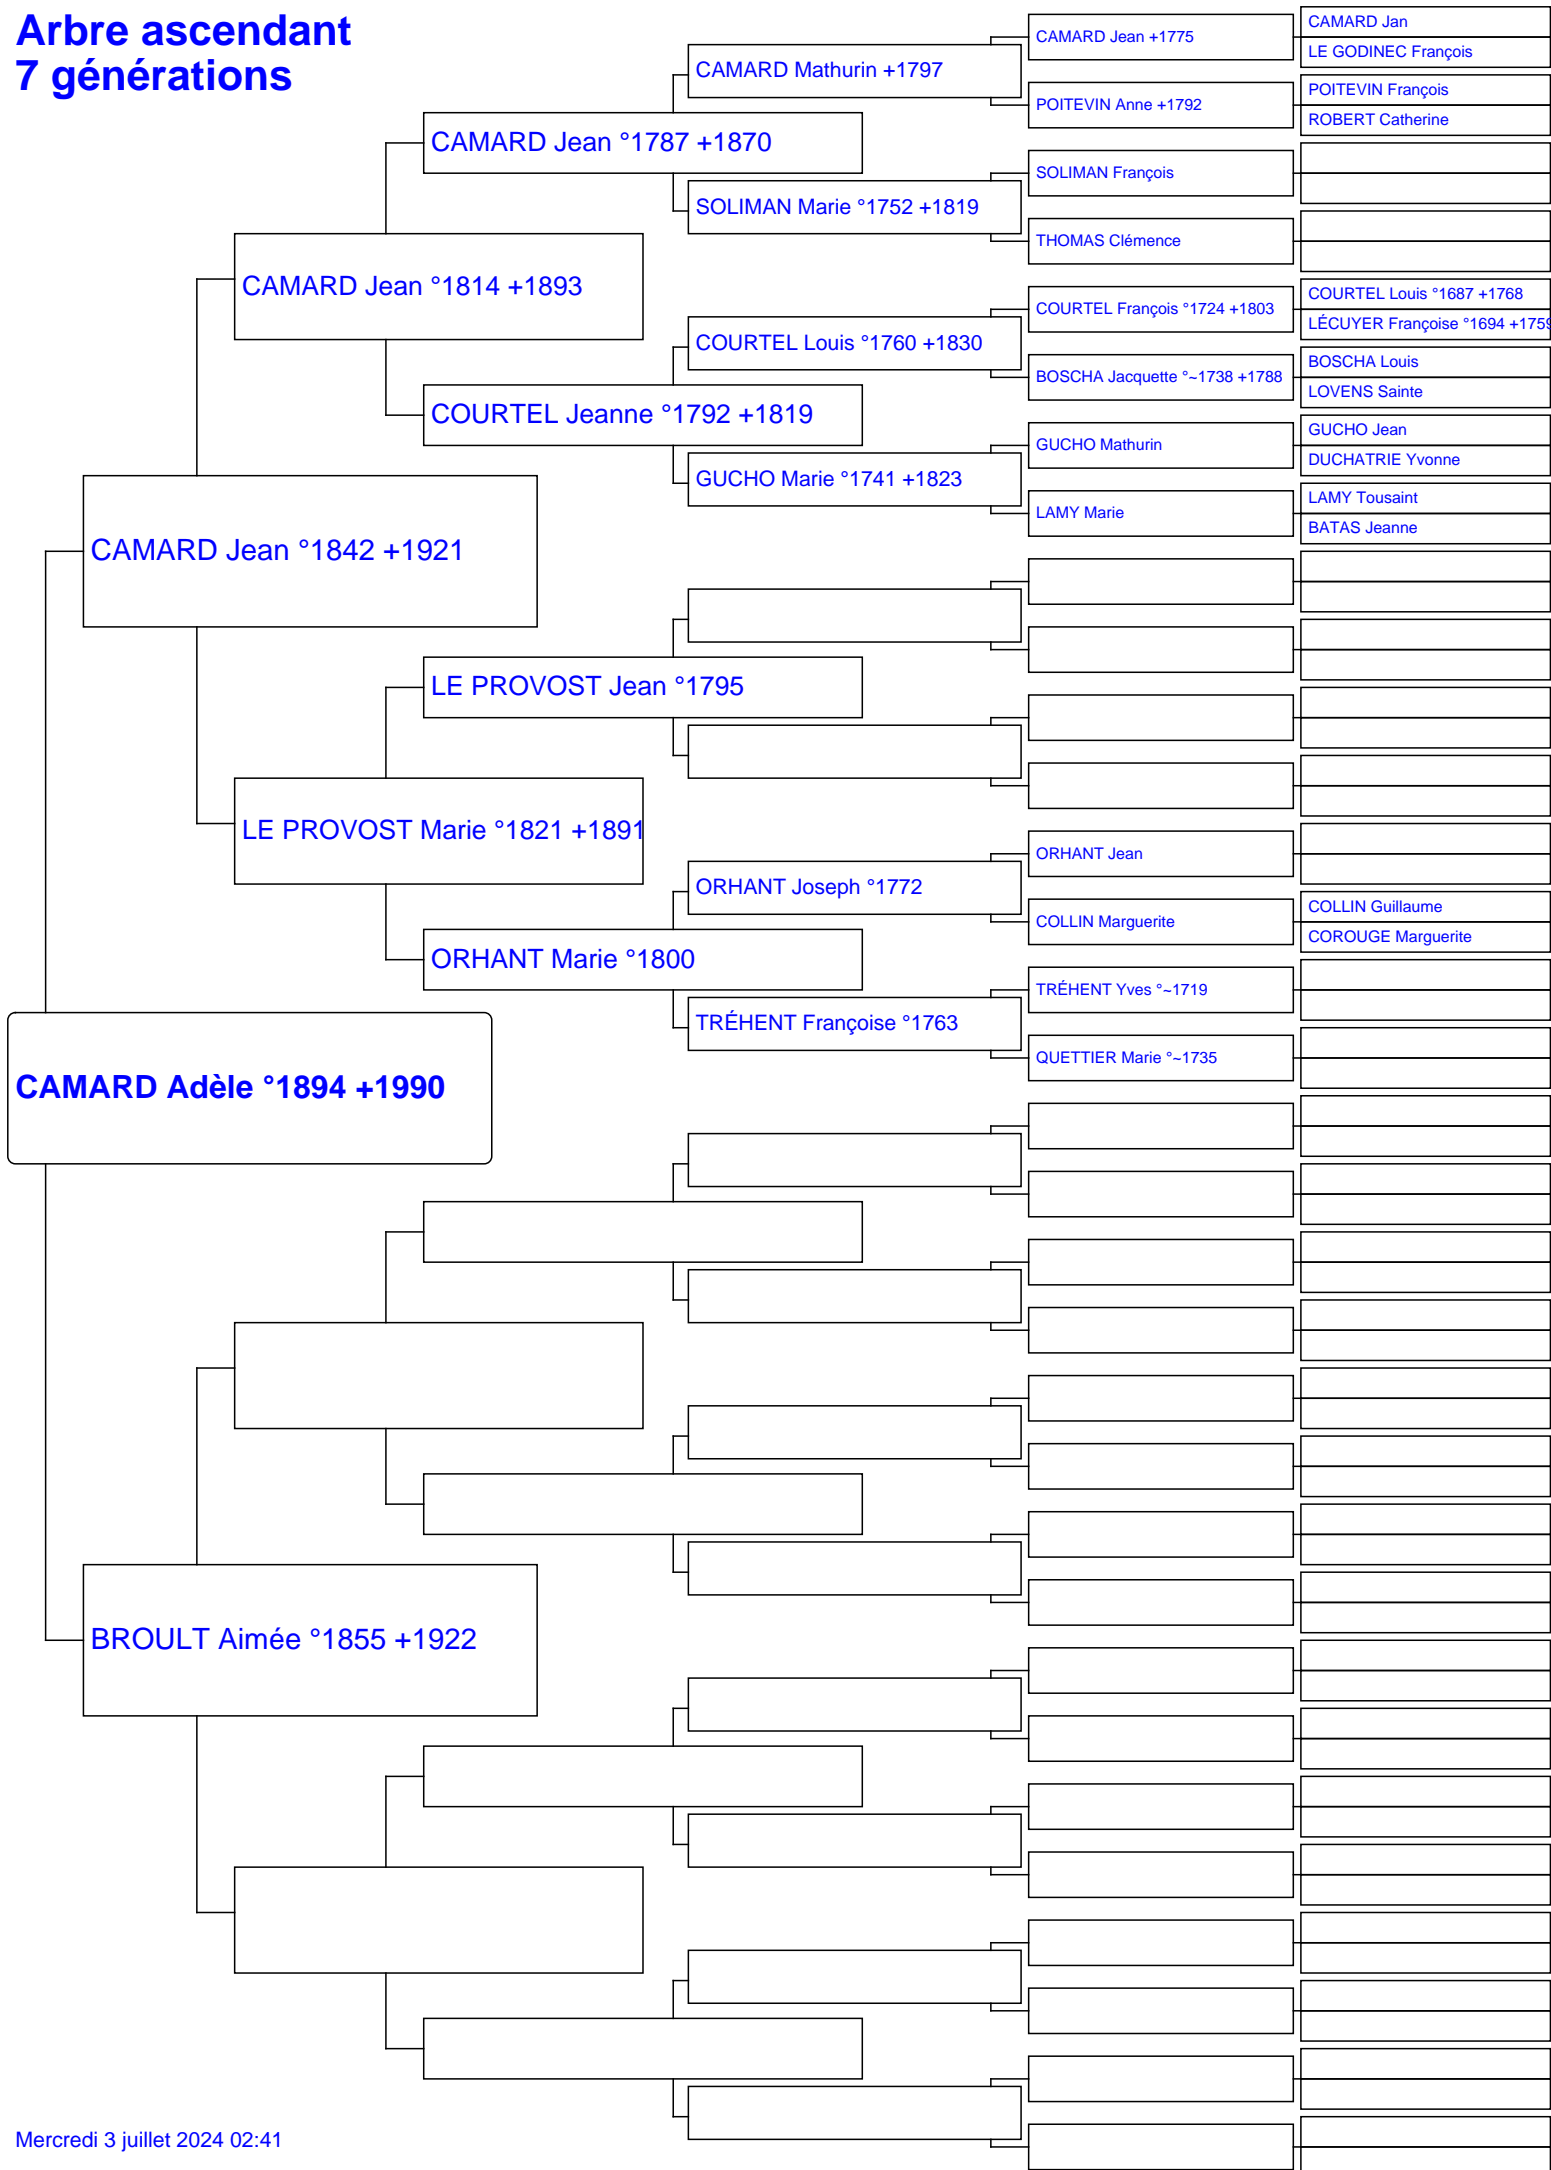 Arbre ascendant
7 générations
CAMARD Jean +1775
CAMARD Jan
LE GODINEC François
CAMARD Mathurin +1797
POITEVIN Anne +1792
POITEVIN François
ROBERT Catherine
CAMARD Jean °1787 +1870
SOLIMAN François
SOLIMAN Marie °1752 +1819
THOMAS Clémence
CAMARD Jean °1814 +1893
COURTEL François °1724 +1803
COURTEL Louis °1687 +1768
LÉCUYER Françoise °1694 +1759
COURTEL Louis °1760 +1830
BOSCHA Jacquette °~1738 +1788
BOSCHA Louis
LOVENS Sainte
COURTEL Jeanne °1792 +1819
GUCHO Mathurin
GUCHO Jean
DUCHATRIE Yvonne
GUCHO Marie °1741 +1823
LAMY Marie
LAMY Tousaint
BATAS Jeanne
CAMARD Jean °1842 +1921
LE PROVOST Jean °1795
LE PROVOST Marie °1821 +1891
ORHANT Jean
ORHANT Joseph °1772
COLLIN Marguerite
COLLIN Guillaume
COROUGE Marguerite
ORHANT Marie °1800
TRÉHENT Yves °~1719
TRÉHENT Françoise °1763
QUETTIER Marie °~1735
CAMARD Adèle °1894 +1990
BROULT Aimée °1855 +1922
Mercredi 3 juillet 2024 02:41